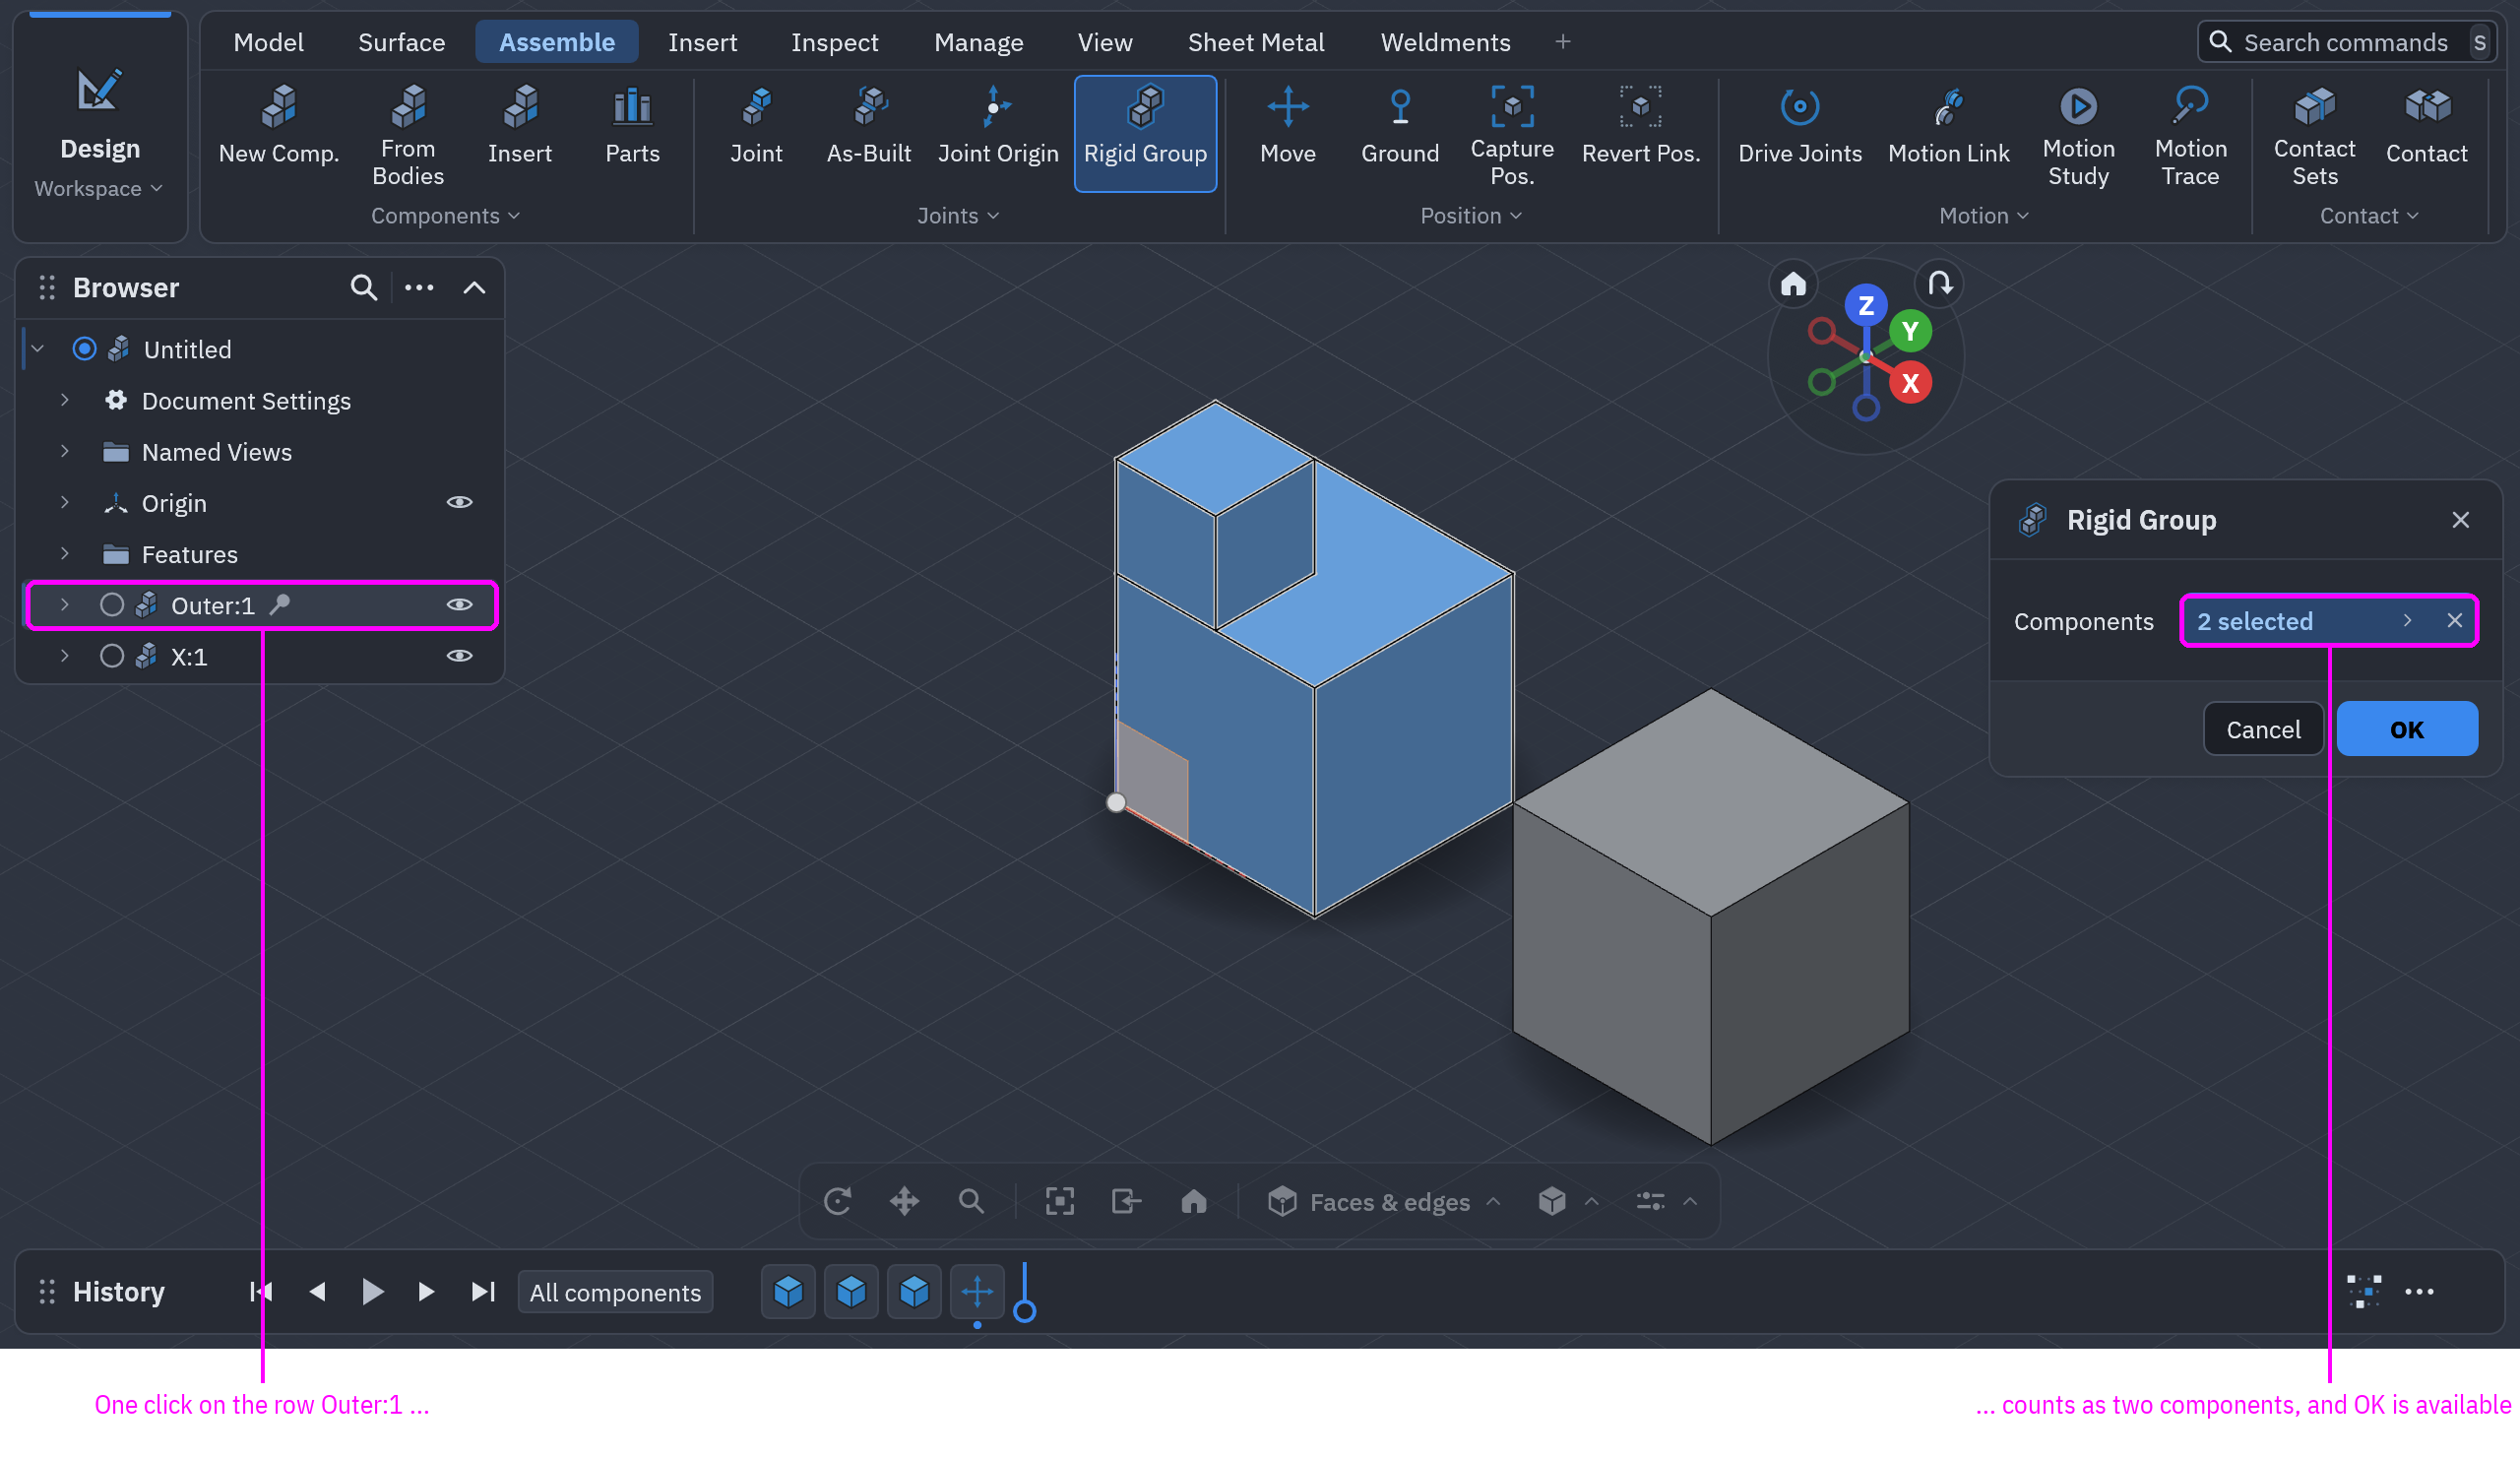 Model Surface Assemble Insert Inspect Manage View Sheet Metal Weldments +
Search commands S
Design
Workspace
New Comp.
From Bodies
Insert
Parts
Components
Joint
As-Built
Joint Origin
Rigid Group
Joints
Move
Ground
Capture Pos.
Revert Pos.
Position
Drive Joints
Motion Link
Motion Study
Motion Trace
Motion
Contact Sets
Contact
Contact
Browser
Untitled
Document Settings
Named Views
Origin
Features
Outer:1
X:1
Z
Y
X
Rigid Group
Components 2 selected
Cancel OK
Faces & edges
History All components
One click on the row Outer:1 ...
... counts as two components, and OK is available